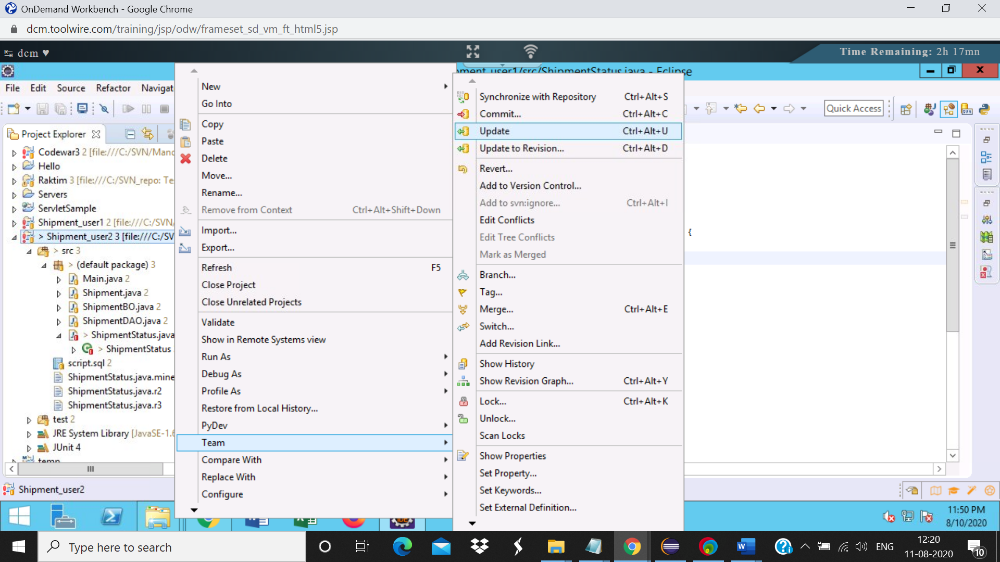 OnDemand Workbench - Google Chrome
dcm.toolwire.com/training/jsp/odw/frameset_sd_vm_ft_html5.jsp
dcm ♥
Time Remaining: 2h 17mn
pment_user1/src/ShipmentStatus.java - Eclipse
File Edit Source Refactor Navigat
Quick Access
Project Explorer
Codewar3 2 [file:///C:/SVN/Mand
Hello
Raktim 3 [file:///C:/SVN_repo: Te
Servers
ServletSample
Shipment_user1 2 [file:///C:/SVN/
> Shipment_user2 3 [file:///C:/SV
> src 3
> (default package) 3
Main.java 2
Shipment.java 2
ShipmentBO.java 2
ShipmentDAO.java 2
> ShipmentStatus.java
> ShipmentStatus
script.sql 2
ShipmentStatus.java.mine
ShipmentStatus.java.r2
ShipmentStatus.java.r3
test 2
JRE System Library [JavaSE-1.6
JUnit 4
temp
Shipment_user2
New
Go Into
Copy
Paste
Delete
Move...
Rename...
Remove from Context Ctrl+Alt+Shift+Down
Import...
Export...
Refresh F5
Close Project
Close Unrelated Projects
Validate
Show in Remote Systems view
Run As
Debug As
Profile As
Restore from Local History...
PyDev
Team
Compare With
Replace With
Configure
Synchronize with Repository Ctrl+Alt+S
Commit... Ctrl+Alt+C
Update Ctrl+Alt+U
Update to Revision... Ctrl+Alt+D
Revert...
Add to Version Control...
Add to svn:ignore... Ctrl+Alt+I
Edit Conflicts
Edit Tree Conflicts
Mark as Merged
Branch...
Tag...
Merge... Ctrl+Alt+E
Switch...
Add Revision Link...
Show History
Show Revision Graph... Ctrl+Alt+Y
Lock... Ctrl+Alt+K
Unlock...
Scan Locks
Show Properties
Set Property...
Set Keywords...
Set External Definition...
{
SVN
IDE
11:50 PM
8/10/2020
Type here to search
ENG
12:20
11-08-2020
10